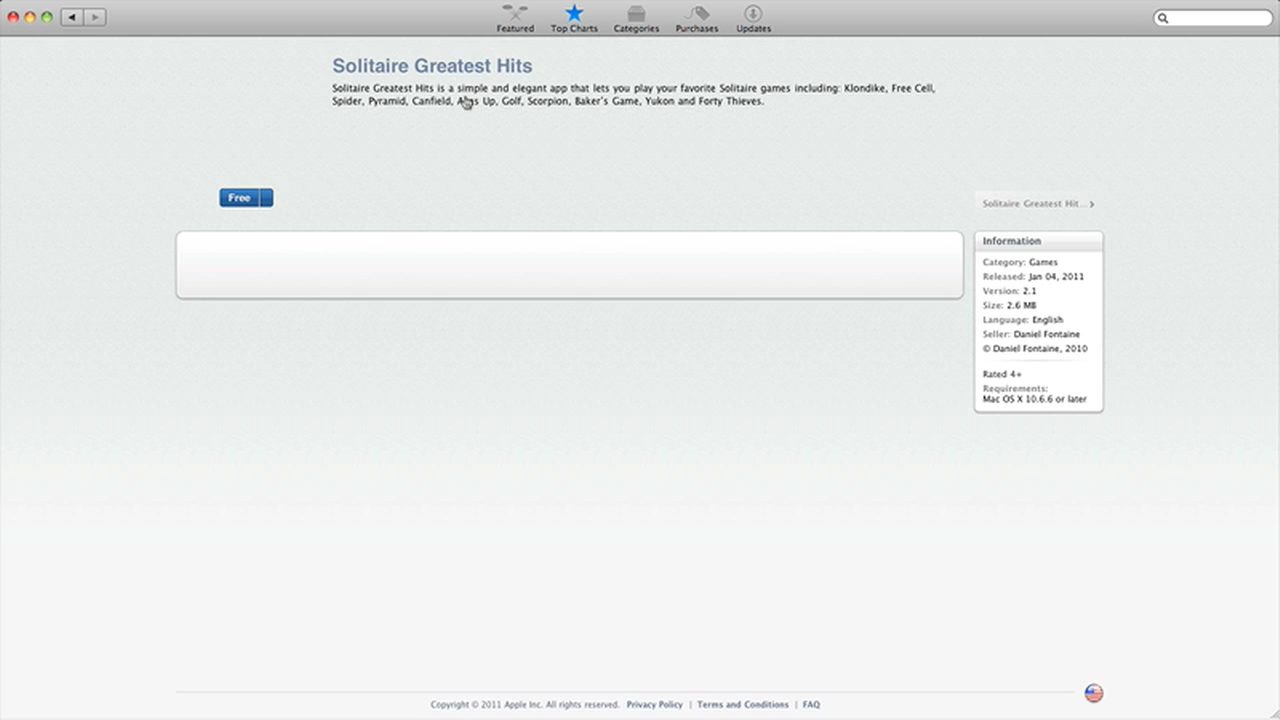 Featured
Top Charts
Categories
Purchases
Updates
Solitaire Greatest Hits
Solitaire Greatest Hits is a simple and elegant app that lets you play your favorite Solitaire games including: Klondike, Free Cell,
Spider, Pyramid, Canfield, Up, Golf, Scorpion, Baker's Game, Yukon and Forty Thieves.
Free
Solitaire Greatest Hit...
Information
Category: Games
Released: Jan 04, 2011
Version: 2.1
Size: 2.6 MB
Language: English
Seller: Daniel Fontaine
© Daniel Fontaine, 2010
Rated 4+
Requirements:
Mac OS X 10.6.6 or later
Copyright © 2011 Apple Inc. All rights reserved. Privacy Policy | Terms and Conditions | FAQ